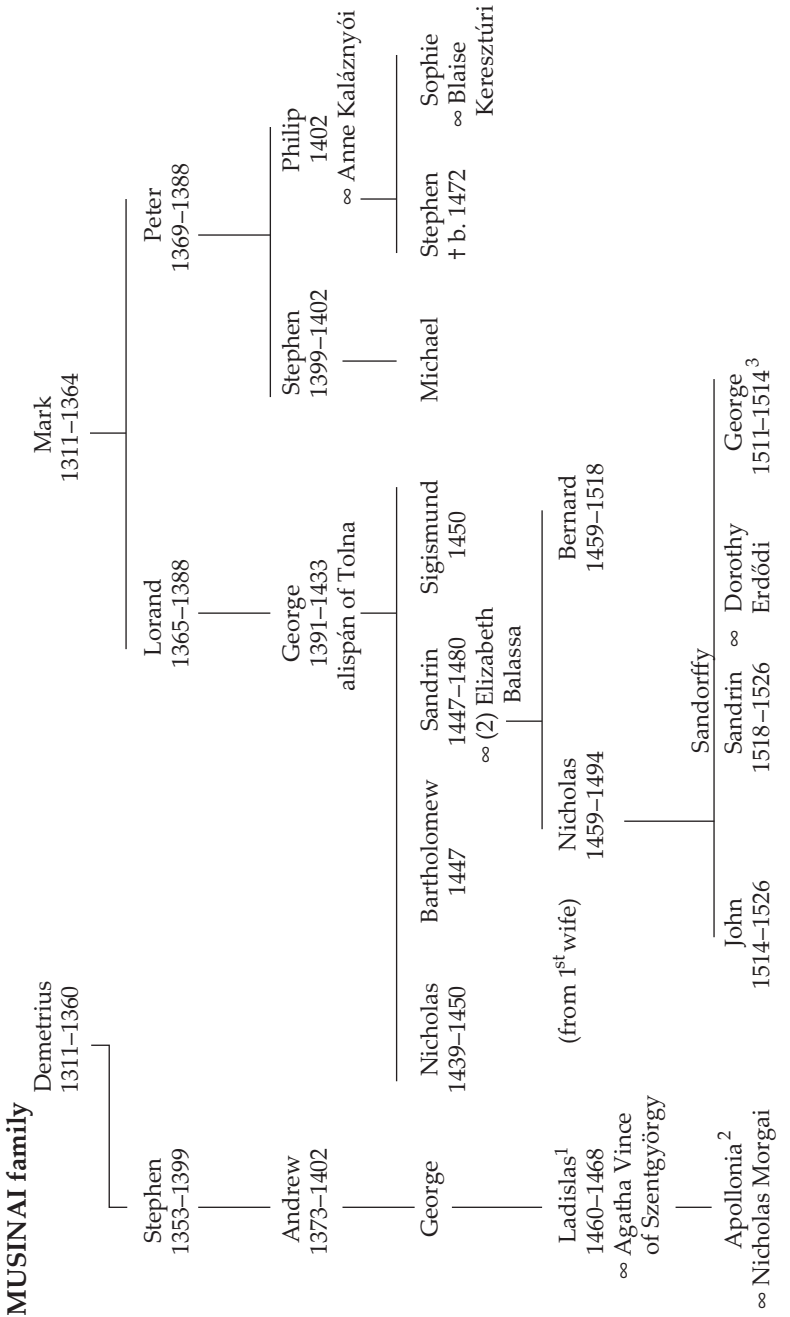 MUSINAI family
Demetrius
1311–1360
Mark
1311–1364
Stephen
1353–1399
Lorand
1365–1388
Peter
1369–1388
Andrew
1373–1402
George
1391–1433
alispán of Tolna
Stephen
1399–1402
Philip
1402
∞ Anne Kaláznyói
George
Nicholas
1439–1450
Bartholomew
1447
Sandrin
1447–1480
∞ (2) Elizabeth
Balassa
Sigismund
1450
Michael
Stephen
† b. 1472
Sophie
∞ Blaise
Keresztúri
Ladislas1
1460–1468
∞ Agatha Vince
of Szentgyörgy
(from 1st wife)
Nicholas
1459–1494
Bernard
1459–1518
Sandorffy
Apollonia2
∞ Nicholas Morgai
John
1514–1526
Sandrin
1518–1526
∞ Dorothy
Erdődi
George
1511–1514 3